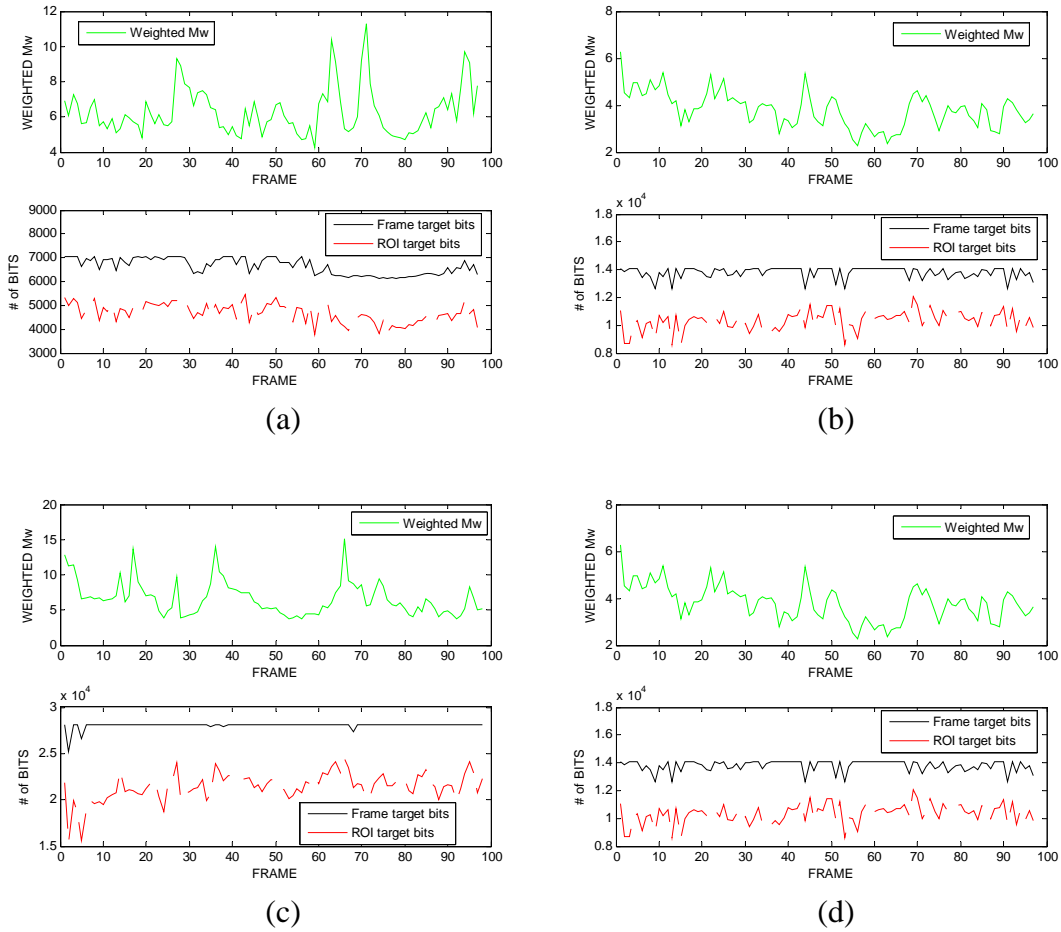 12
10
8
6
4
WEIGHTED Mw
Weighted Mw
0 10 20 30 40 50 60 70 80 90 100
FRAME
9000
8000
7000
6000
5000
4000
3000
# of BITS
Frame target bits
ROI target bits
0 10 20 30 40 50 60 70 80 90 100
FRAME
(a)
8
6
4
2
WEIGHTED Mw
Weighted Mw
0 10 20 30 40 50 60 70 80 90 100
FRAME
x 10^4
1.8
1.6
1.4
1.2
1
0.8
# of BITS
Frame target bits
ROI target bits
0 10 20 30 40 50 60 70 80 90 100
FRAME
(b)
20
15
10
5
0
WEIGHTED Mw
Weighted Mw
0 10 20 30 40 50 60 70 80 90 100
FRAME
x 10^4
3
2.5
2
1.5
# of BITS
Frame target bits
ROI target bits
0 10 20 30 40 50 60 70 80 90 100
FRAME
(c)
8
6
4
2
WEIGHTED Mw
Weighted Mw
0 10 20 30 40 50 60 70 80 90 100
FRAME
x 10^4
1.8
1.6
1.4
1.2
1
0.8
# of BITS
Frame target bits
ROI target bits
0 10 20 30 40 50 60 70 80 90 100
FRAME
(d)